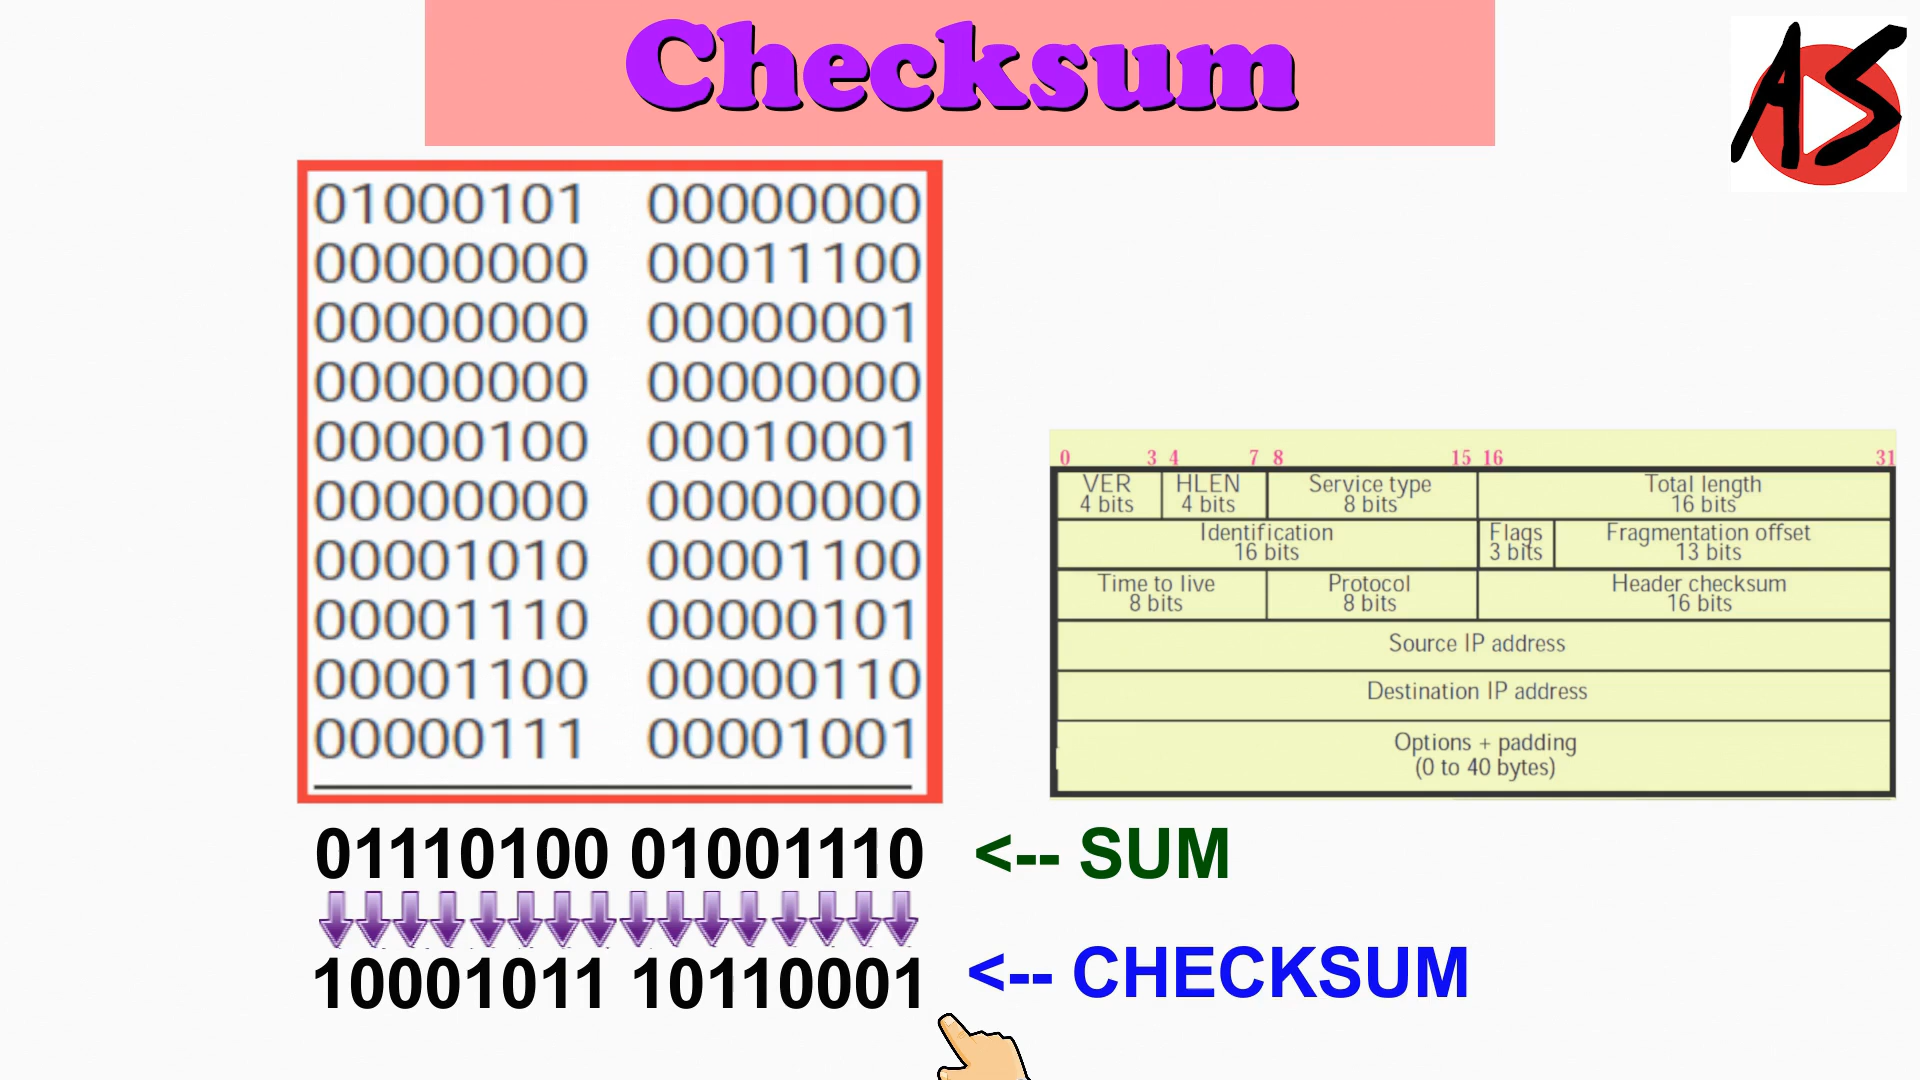 Checksum
AS
01000101 00000000
00000000 00011100
00000000 00000001
00000000 00000000
00000100 00010001
00000000 00000000
00001010 00001100
00001110 00000101
00001100 00000110
00000111 00001001
01110100 01001110 <-- SUM
10001011 10110001 <-- CHECKSUM
0 3 4 7 8 15 16 31
VER
4 bits
HLEN
4 bits
Service type
8 bits
Total length
16 bits
Identification
16 bits
Flags
3 bits
Fragmentation offset
13 bits
Time to live
8 bits
Protocol
8 bits
Header checksum
16 bits
Source IP address
Destination IP address
Options + padding
(0 to 40 bytes)